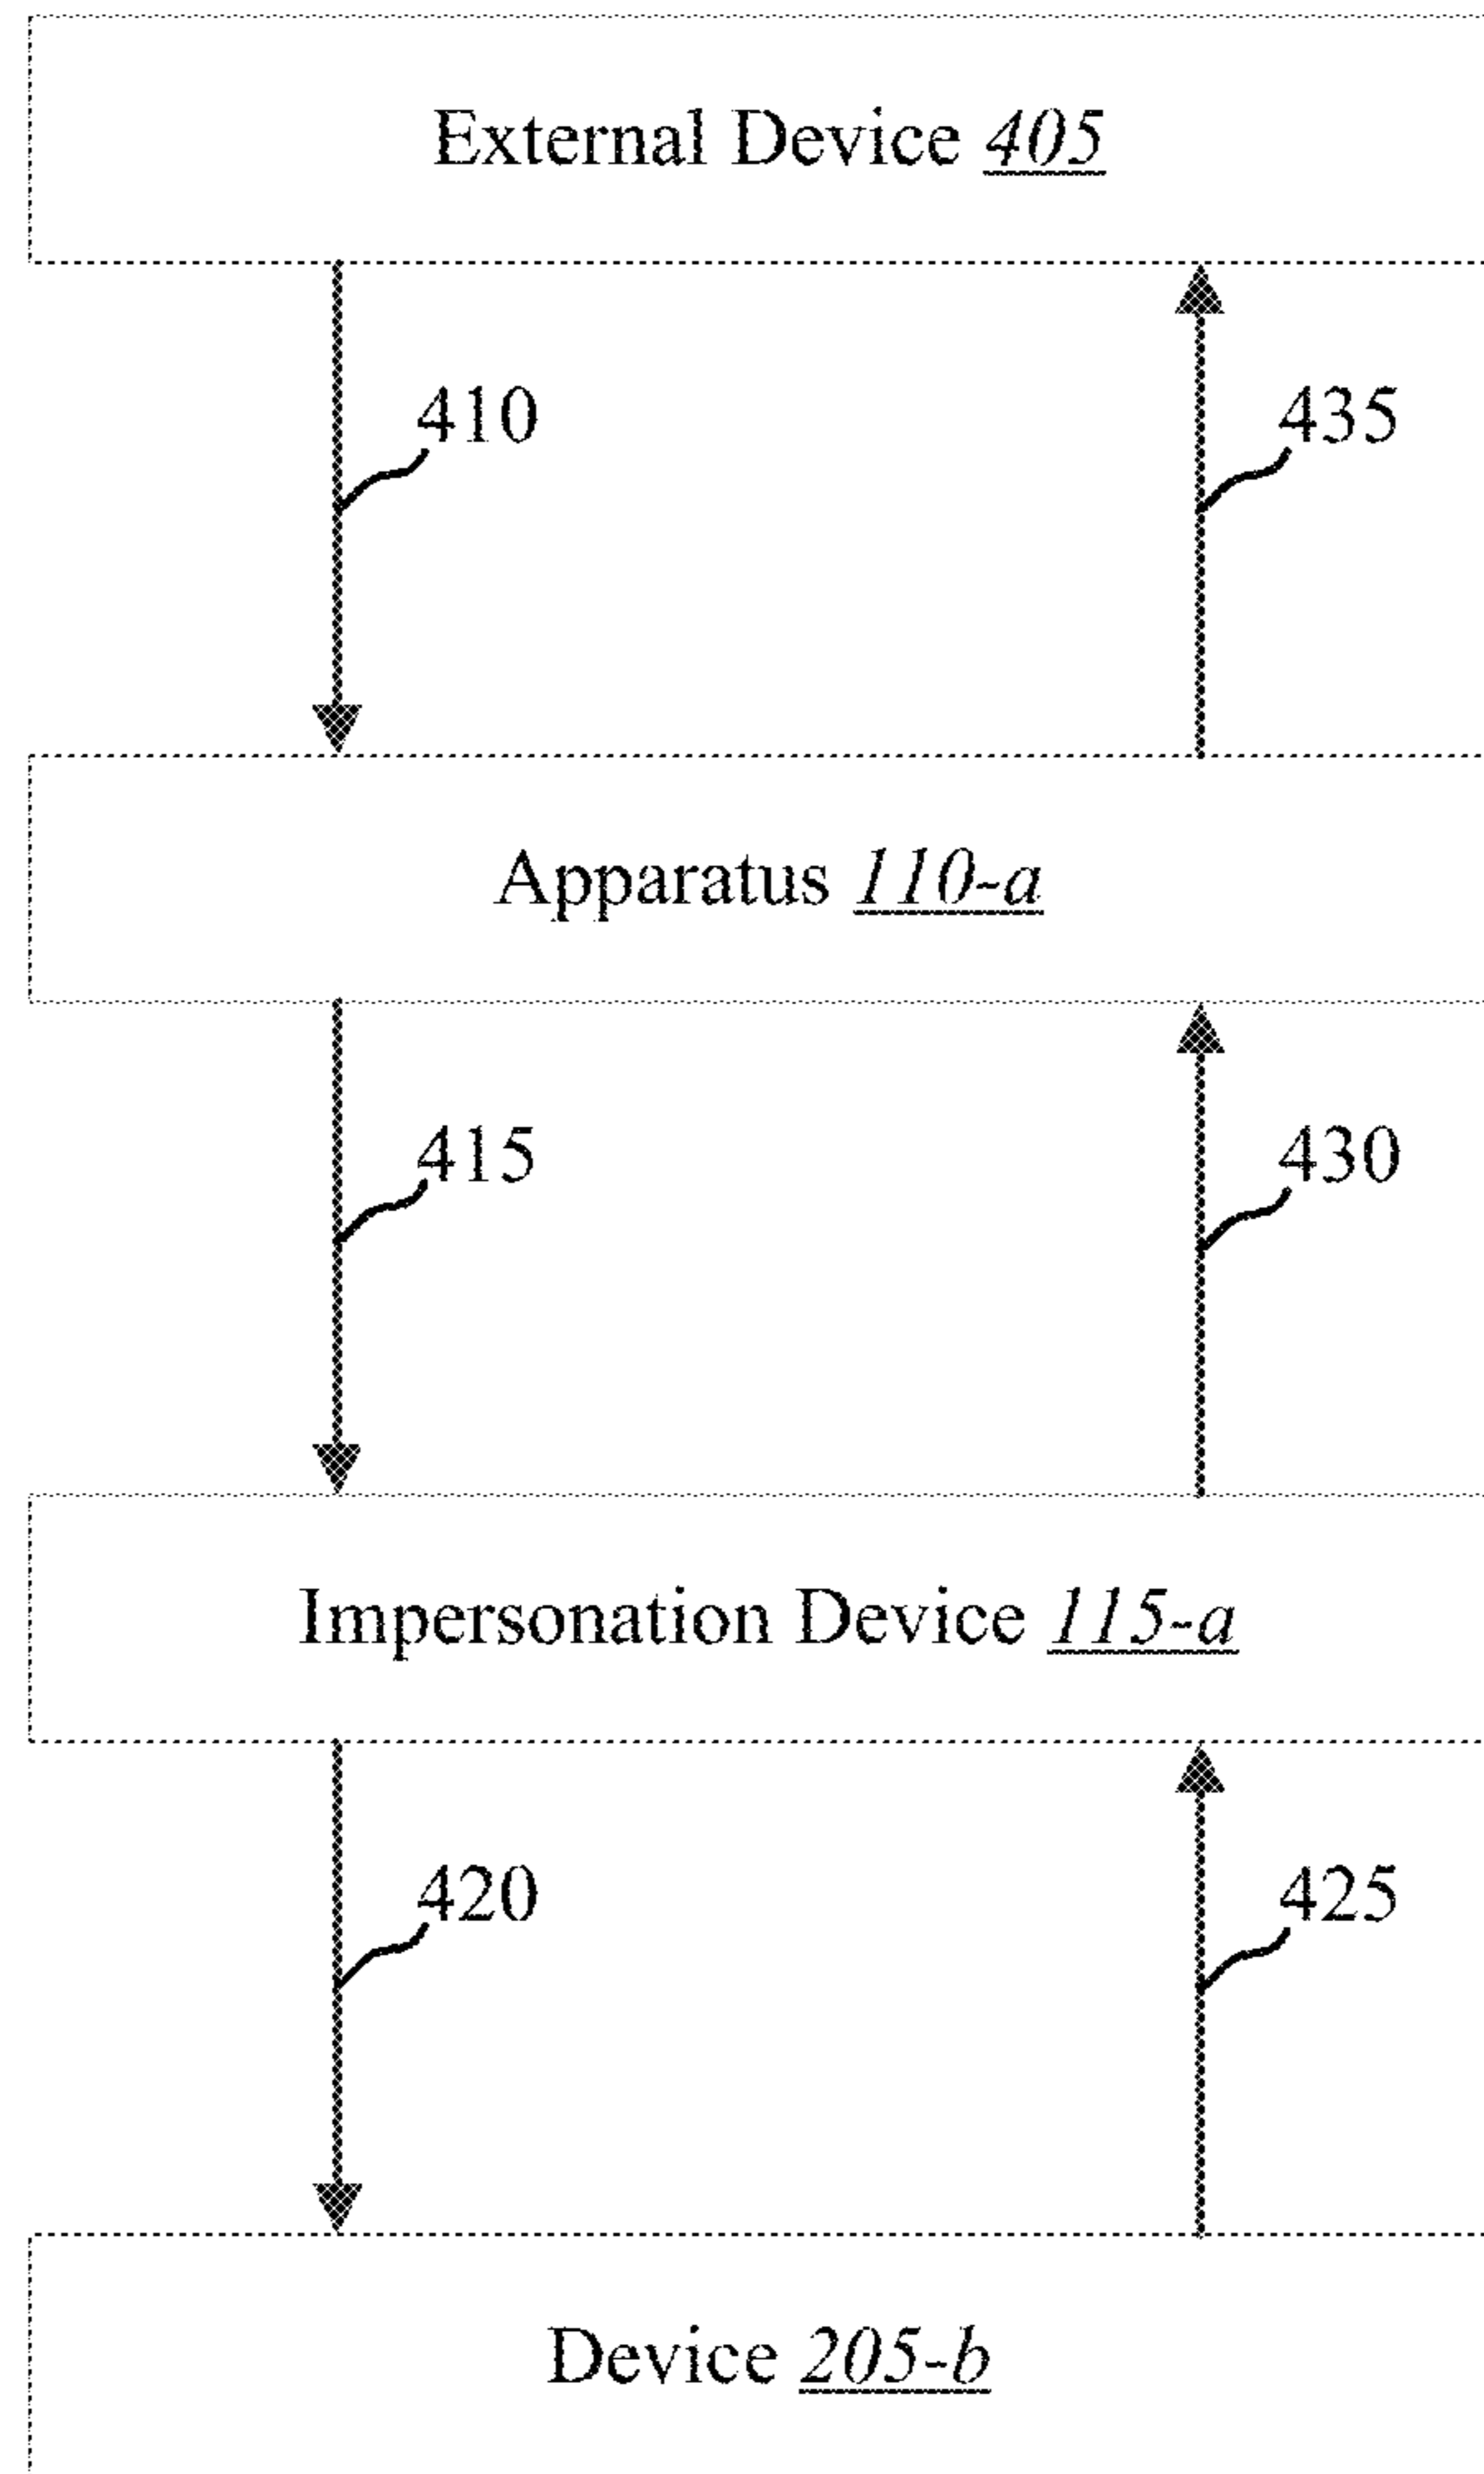 External Device 405
410
435
Apparatus 110-a
415
430
Impersonation Device 115-a
420
425
Device 205-b